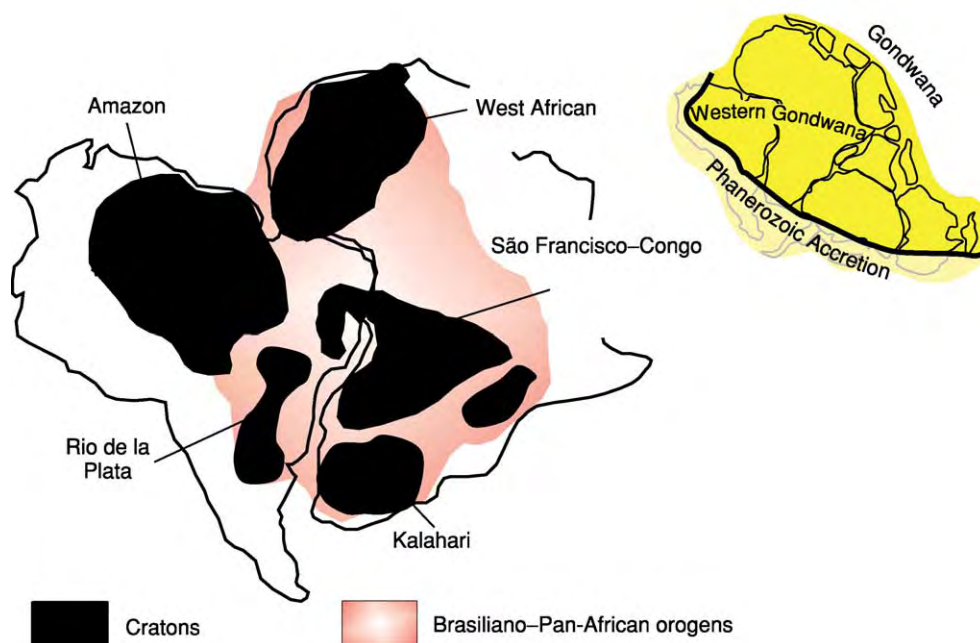 Amazon
West African
São Francisco–Congo
Rio de la
Plata
Kalahari
Gondwana
Western Gondwana
Phanerozoic Accretion
Cratons
Brasiliano–Pan-African orogens